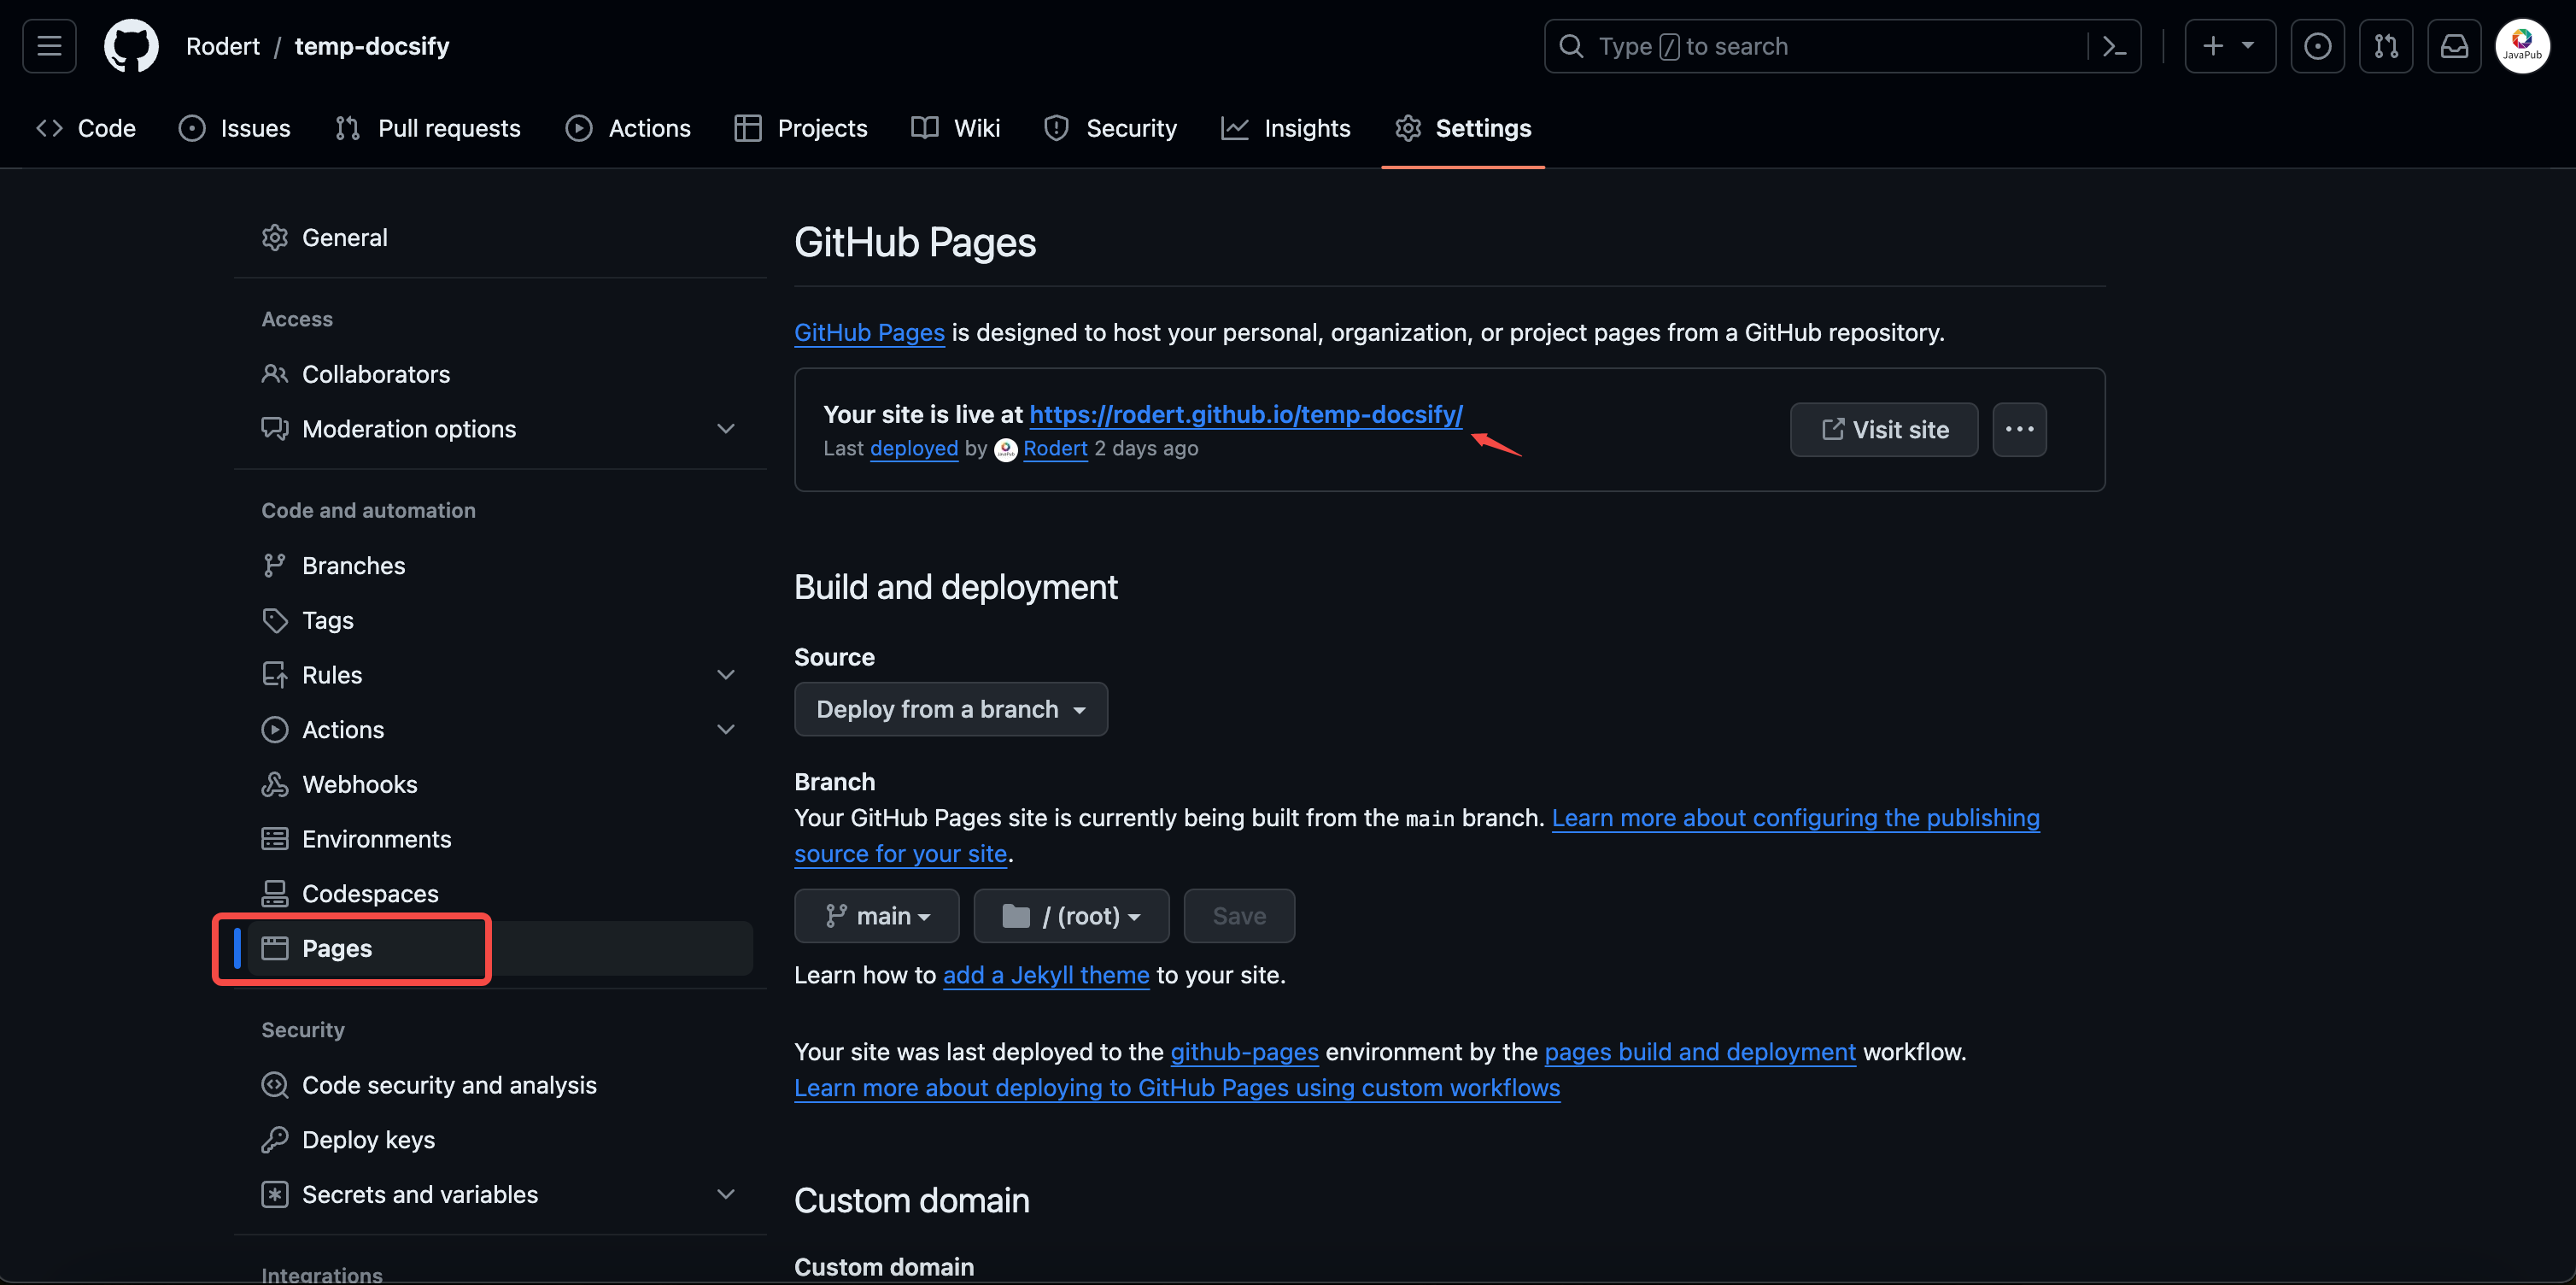 Rodert / temp-docsify
Type / to search
JavaPub
Code
Issues
Pull requests
Actions
Projects
Wiki
Security
Insights
Settings
General
Access
Collaborators
Moderation options
Code and automation
Branches
Tags
Rules
Actions
Webhooks
Environments
Codespaces
Pages
Security
Code security and analysis
Deploy keys
Secrets and variables
Integrations
GitHub Pages
GitHub Pages is designed to host your personal, organization, or project pages from a GitHub repository.
Your site is live at https://rodert.github.io/temp-docsify/
Last deployed by Rodert 2 days ago
Visit site
Build and deployment
Source
Deploy from a branch
Branch
Your GitHub Pages site is currently being built from the main branch. Learn more about configuring the publishing
source for your site.
main
/ (root)
Save
Learn how to add a Jekyll theme to your site.
Your site was last deployed to the github-pages environment by the pages build and deployment workflow.
Learn more about deploying to GitHub Pages using custom workflows
Custom domain
Custom domain